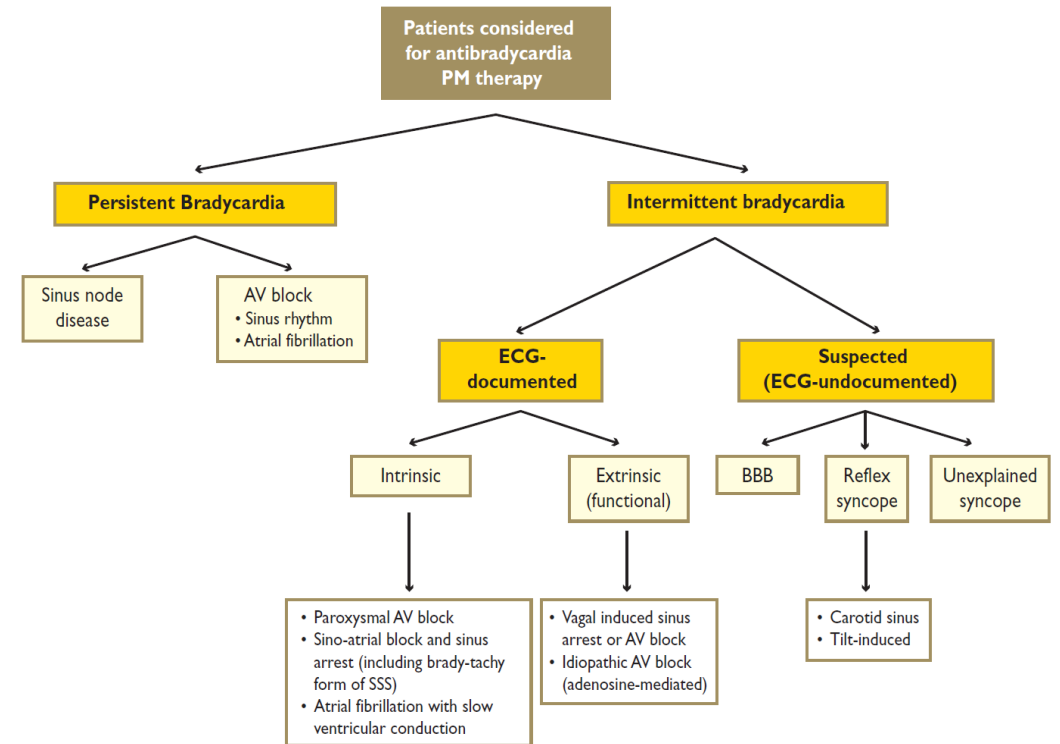 Patients considered
for antibradycardia
PM therapy
Persistent Bradycardia
Intermittent bradycardia
Sinus node
disease
AV block
• Sinus rhythm
• Atrial fibrillation
ECG-
documented
Suspected
(ECG-undocumented)
Intrinsic
Extrinsic
(functional)
BBB
Reflex
syncope
Unexplained
syncope
• Paroxysmal AV block
• Sino-atrial block and sinus
arrest (including brady-tachy
form of SSS)
• Atrial fibrillation with slow
ventricular conduction
• Vagal induced sinus
arrest or AV block
• Idiopathic AV block
(adenosine-mediated)
• Carotid sinus
• Tilt-induced